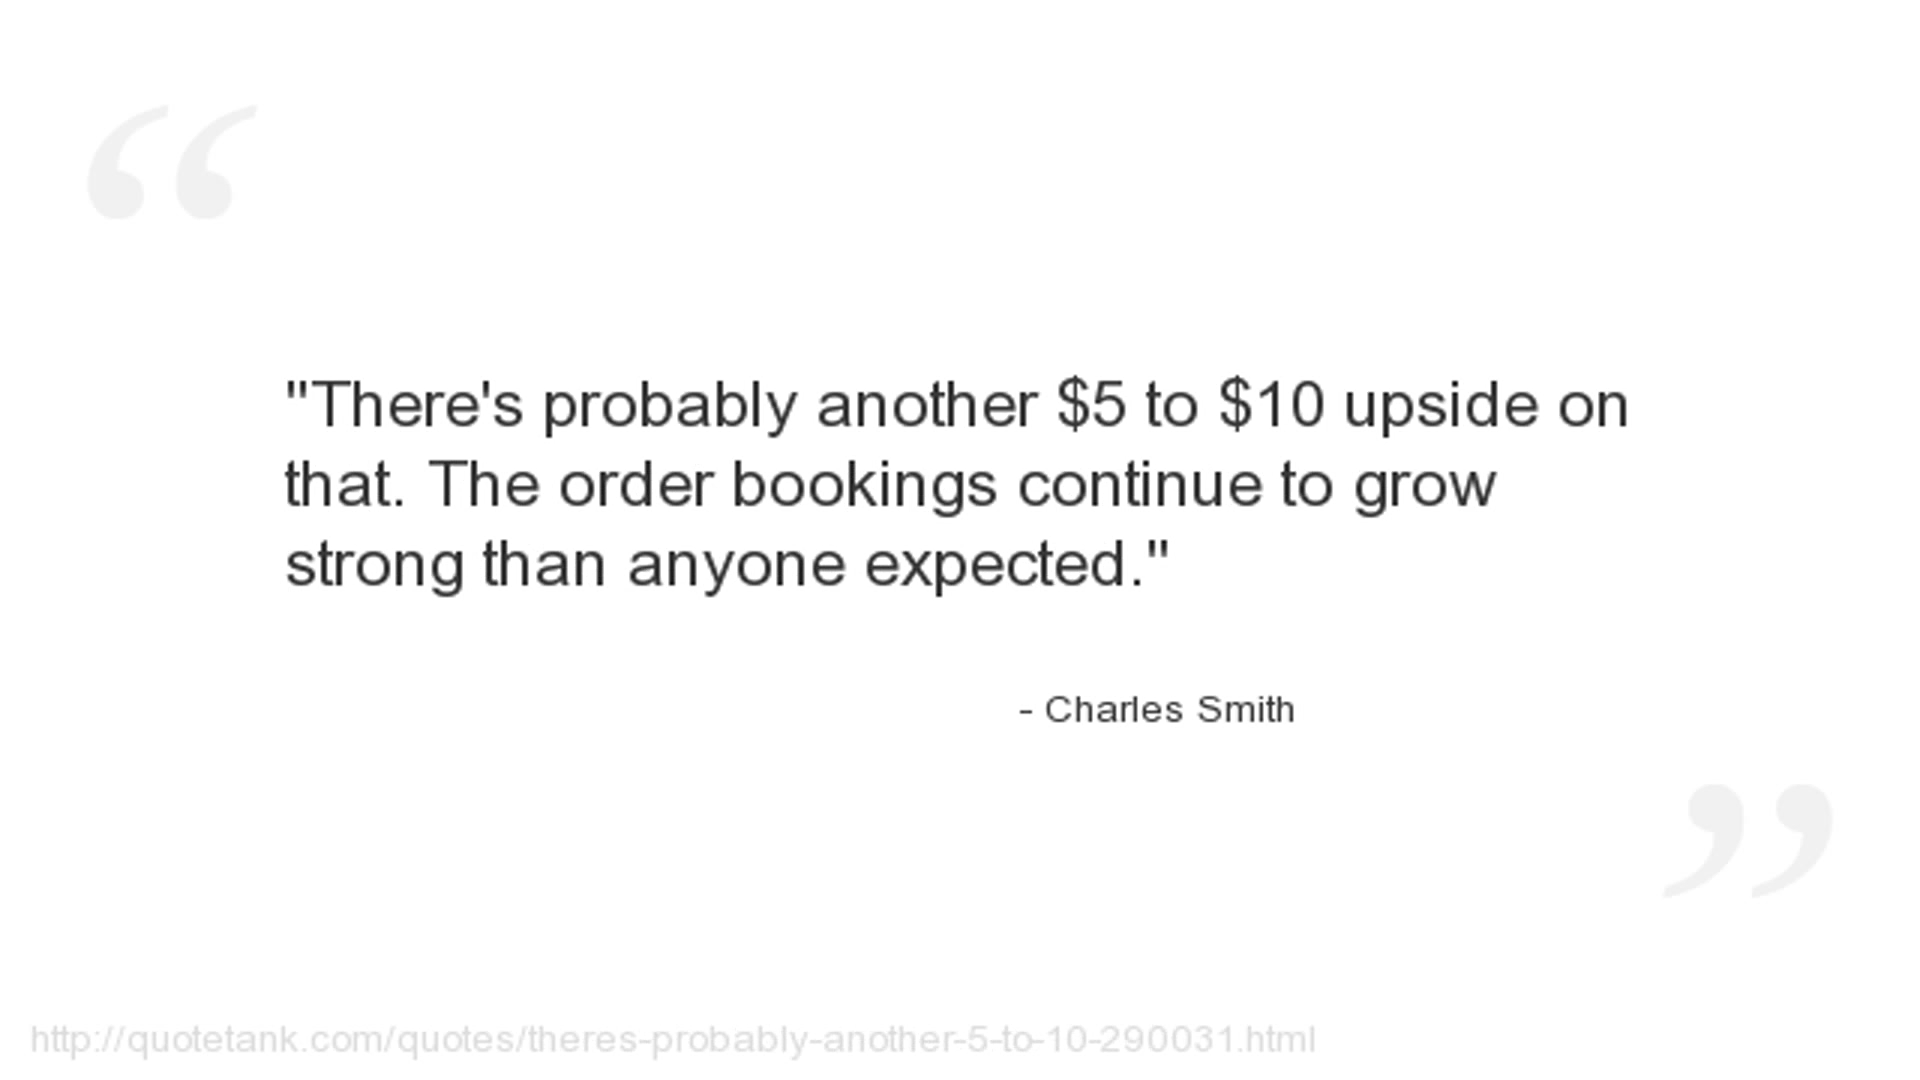 "There's probably another $5 to $10 upside on
that. The order bookings continue to grow
strong than anyone expected."
- Charles Smith
http://quotetank.com/quotes/theres-probably-another-5-to-10-290031.html